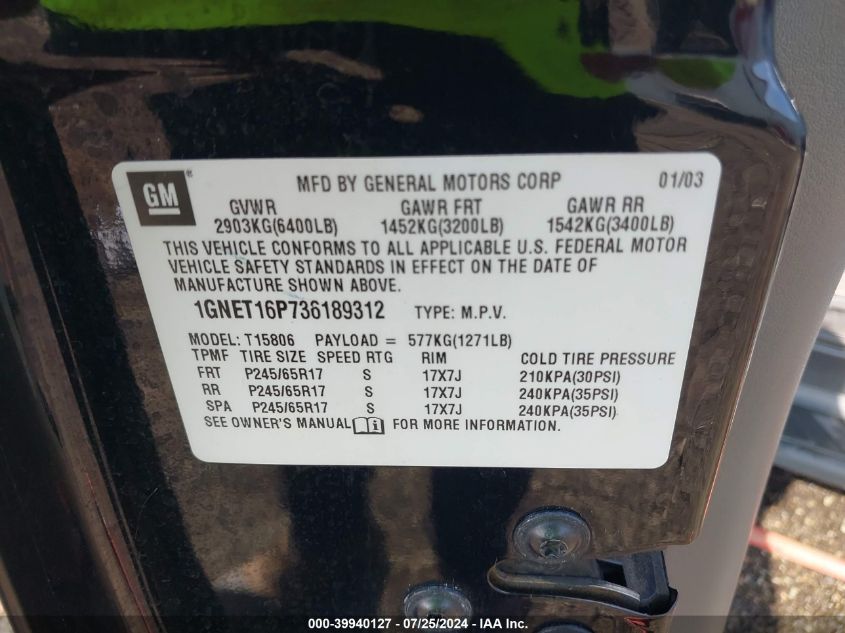 GM ®
MFD BY GENERAL MOTORS CORP 01/03
GVWR GAWR FRT GAWR RR
2903KG(6400LB) 1452KG(3200LB) 1542KG(3400LB)
THIS VEHICLE CONFORMS TO ALL APPLICABLE U.S. FEDERAL MOTOR
VEHICLE SAFETY STANDARDS IN EFFECT ON THE DATE OF
MANUFACTURE SHOWN ABOVE.
1GNET16P736189312 TYPE: M.P.V.
MODEL: T15806 PAYLOAD = 577KG(1271LB)
TPMF TIRE SIZE SPEED RTG RIM COLD TIRE PRESSURE
FRT P245/65R17 S 17X7J 210KPA(30PSI)
RR P245/65R17 S 17X7J 240KPA(35PSI)
SPA P245/65R17 S 17X7J 240KPA(35PSI)
SEE OWNER'S MANUAL FOR MORE INFORMATION.
000-39940127 - 07/25/2024 - IAA, Inc.